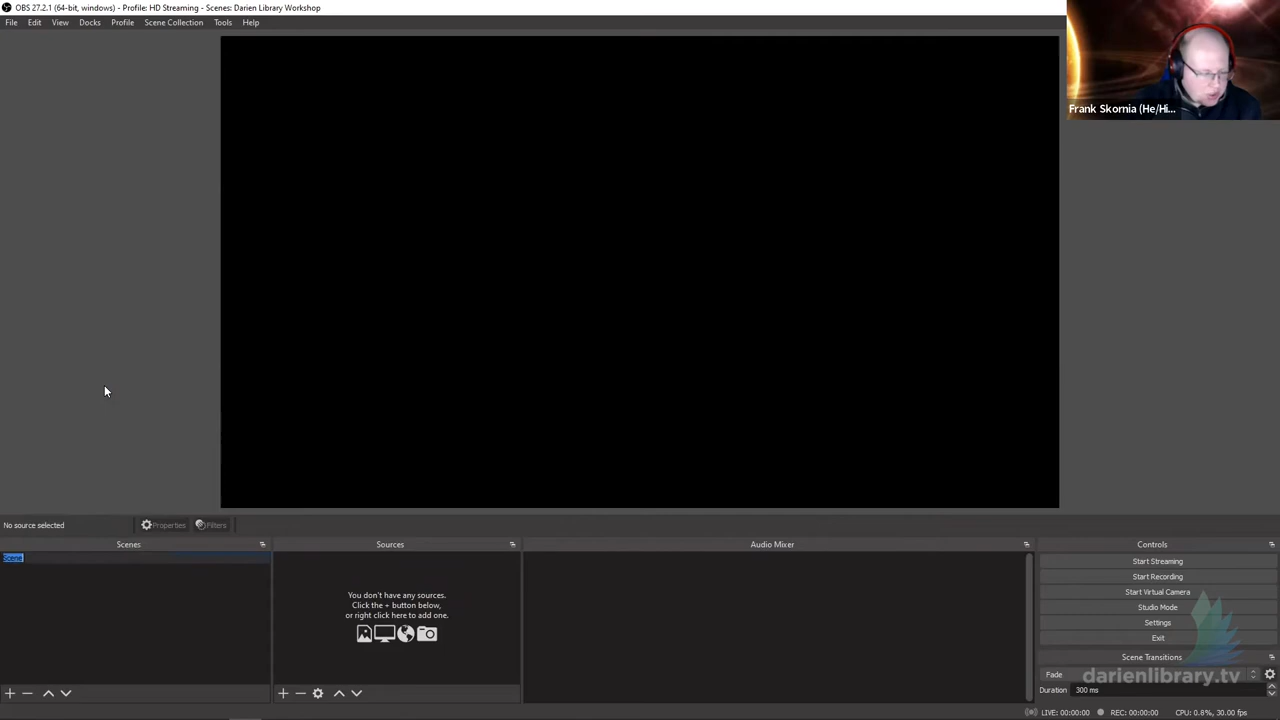 OBS 27.2.1 (64-bit, windows) - Profile: HD Streaming - Scenes: Darien Library Workshop
File Edit View Docks Profile Scene Collection Tools Help
Frank Skornia (He/Hi...
No source selected Properties Filters
Scenes Sources Audio Mixer Controls
Scene
You don't have any sources.
Click the + button below,
or right click here to add one.
Start Streaming
Start Recording
Start Virtual Camera
Studio Mode
Settings
Exit
Scene Transitions
Fade
darienlibrary.tv
Duration 300 ms
LIVE: 00:00:00 REC: 00:00:00 CPU: 0.8%, 30.00 fps